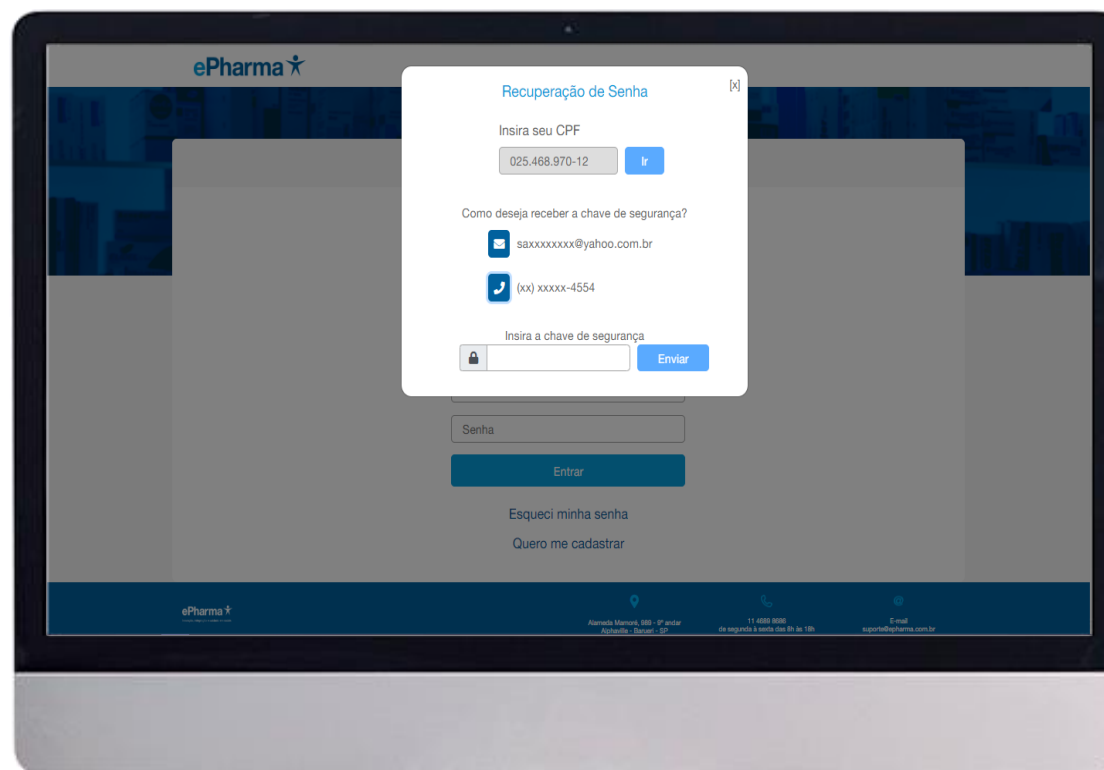 ePharma
Recuperação de Senha
[x]
Insira seu CPF
025.468.970-12
Ir
Como deseja receber a chave de segurança?
saxxxxxxxx@yahoo.com.br
(xx) xxxxx-4554
Insira a chave de segurança
Enviar
Senha
Entrar
Esqueci minha senha
Quero me cadastrar
ePharma
Alameda Mamoré, - 9º andar
Alphaville - Barueri - SP
11 4689 8686
de segunda à sexta das 8h às 18h
E-mail
suporte@epharma.com.br